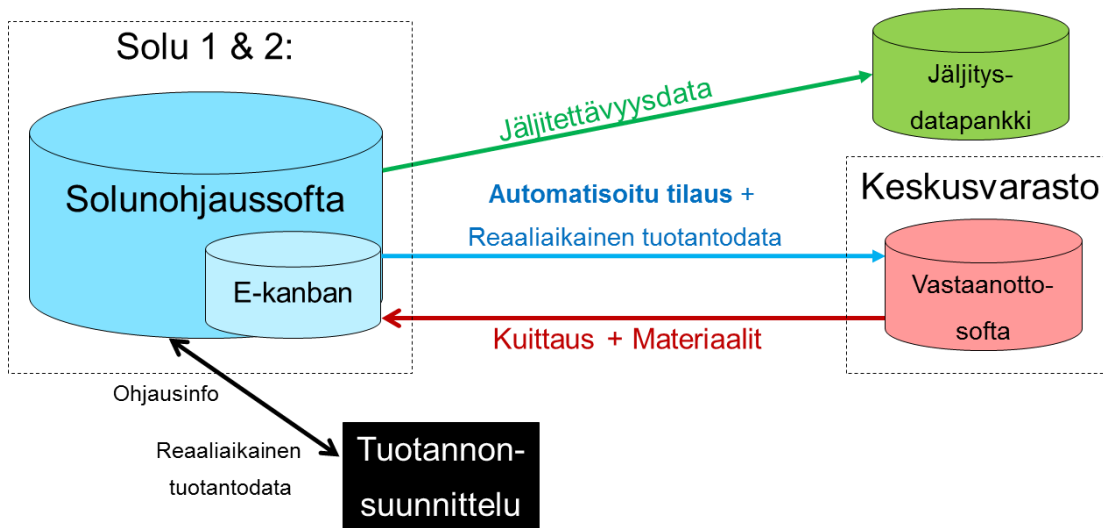 Solu 1 & 2:
Solunohjaussofta
E-kanban
Jäljitettävyysdata
Jäljitys-
datapankki
Automatisoitu tilaus +
Reaaliaikainen tuotantodata
Kuittaus + Materiaalit
Keskusvarasto
Vastaanotto-
softa
Ohjausinfo
Reaaliaikainen
tuotantodata
Tuotannon-
suunnittelu